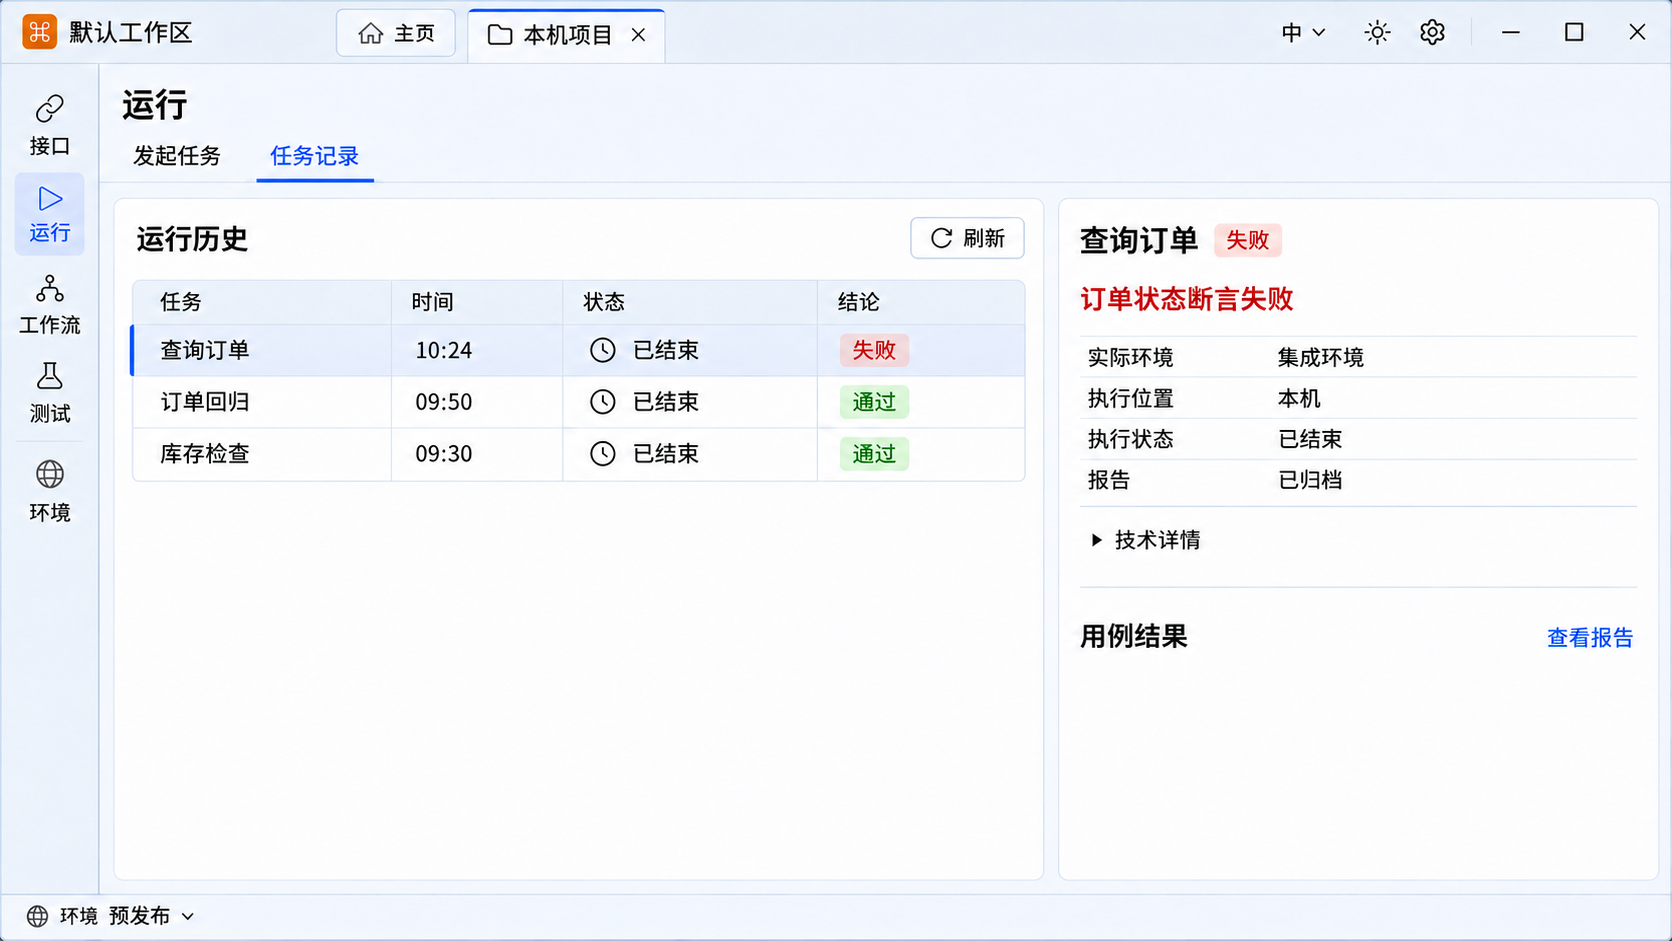 默认工作区
主页
本机项目
中
接口
运行
工作流
测试
环境
运行
发起任务 任务记录
运行历史
刷新
任务 时间 状态 结论
查询订单 10:24 已结束 失败
订单回归 09:50 已结束 通过
库存检查 09:30 已结束 通过
查询订单 失败
订单状态断言失败
实际环境 集成环境
执行位置 本机
执行状态 已结束
报告 已归档
技术详情
用例结果 查看报告
环境 预发布